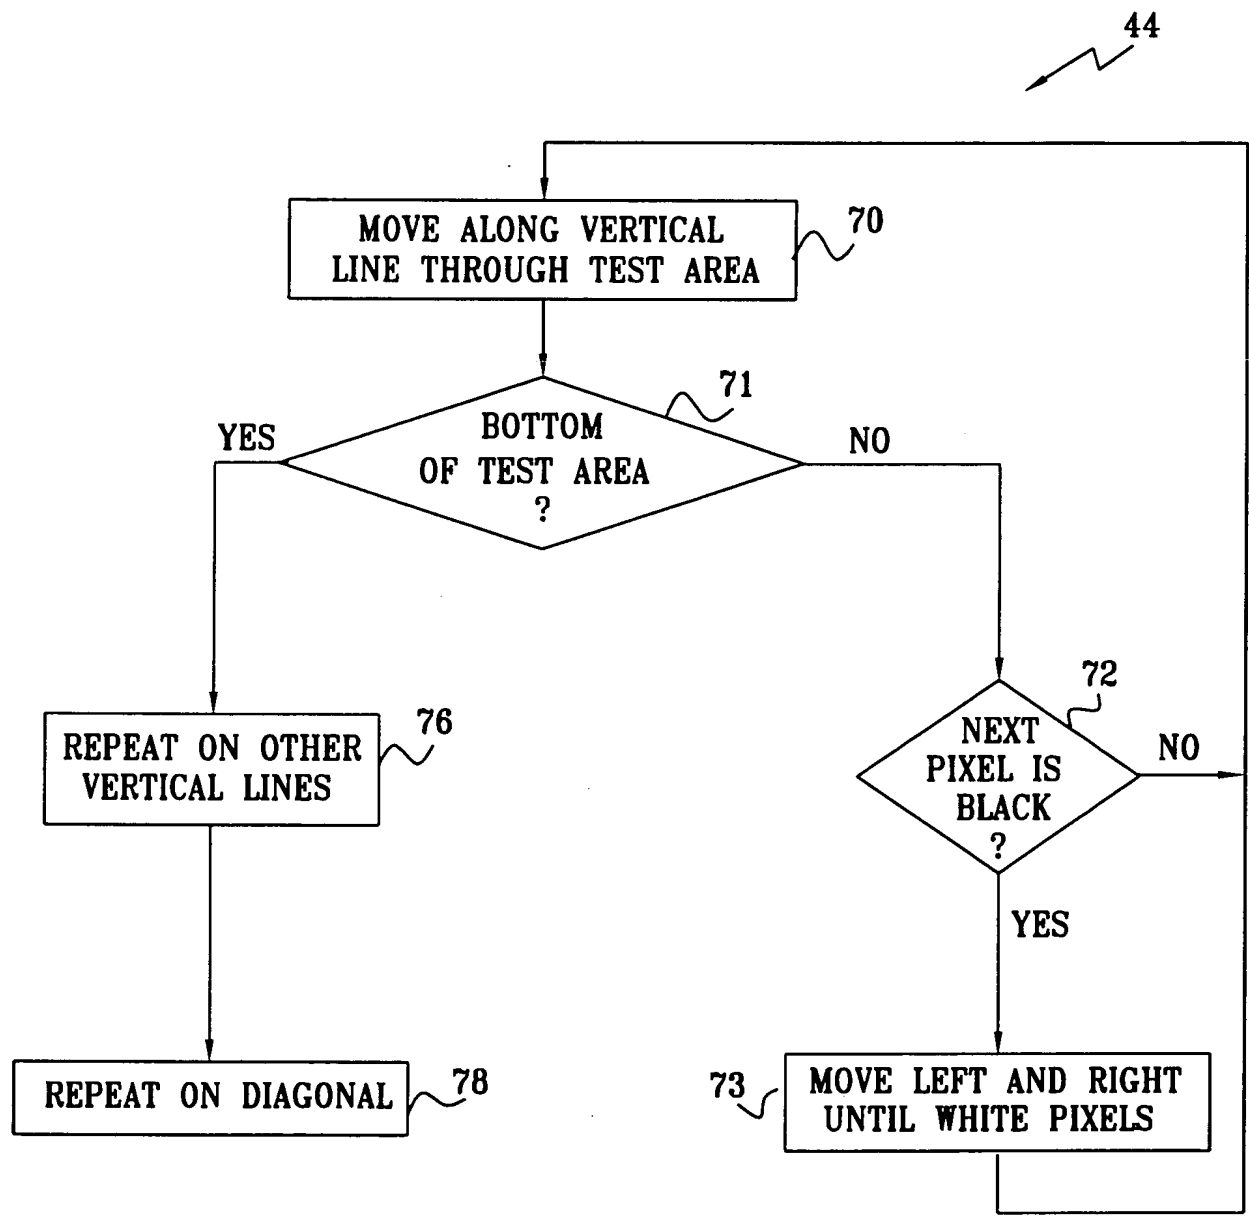 44
MOVE ALONG VERTICAL
LINE THROUGH TEST AREA
70
71
BOTTOM
OF TEST AREA
?
YES
NO
72
NEXT
PIXEL IS
BLACK
?
NO
76
REPEAT ON OTHER
VERTICAL LINES
YES
73
MOVE LEFT AND RIGHT
UNTIL WHITE PIXELS
78
REPEAT ON DIAGONAL